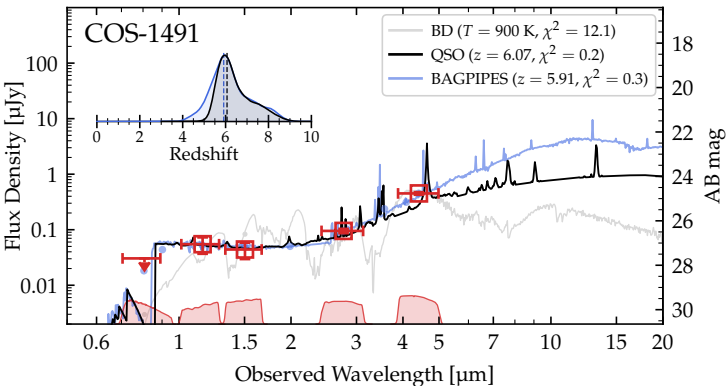 COS-1491
BD (T = 900 K, χ² = 12.1)
QSO (z = 6.07, χ² = 0.2)
BAGPIPES (z = 5.91, χ² = 0.3)
0 2 4 6 8 10
Redshift
100
10
1
0.1
0.01
Flux Density [μJy]
18
20
22
24
26
28
30
AB mag
0.6 1 2 3 4 5 10 15 20
Observed Wavelength [μm]